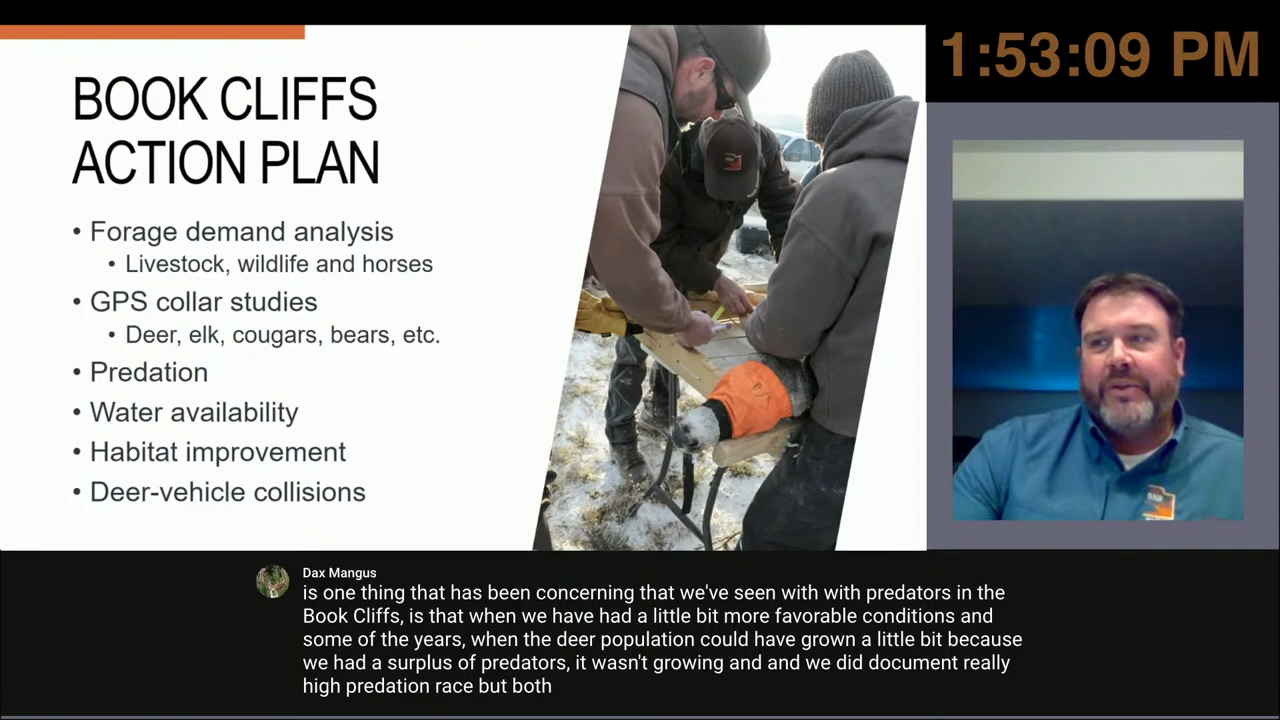 BOOK CLIFFS
ACTION PLAN
• Forage demand analysis
• Livestock, wildlife and horses
• GPS collar studies
• Deer, elk, cougars, bears, etc.
• Predation
• Water availability
• Habitat improvement
• Deer-vehicle collisions
1:53:09 PM
Dax Mangus
is one thing that has been concerning that we've seen with with predators in the
Book Cliffs, is that when we have had a little bit more favorable conditions and
some of the years, when the deer population could have grown a little bit because
we had a surplus of predators, it wasn't growing and and we did document really
high predation race but both